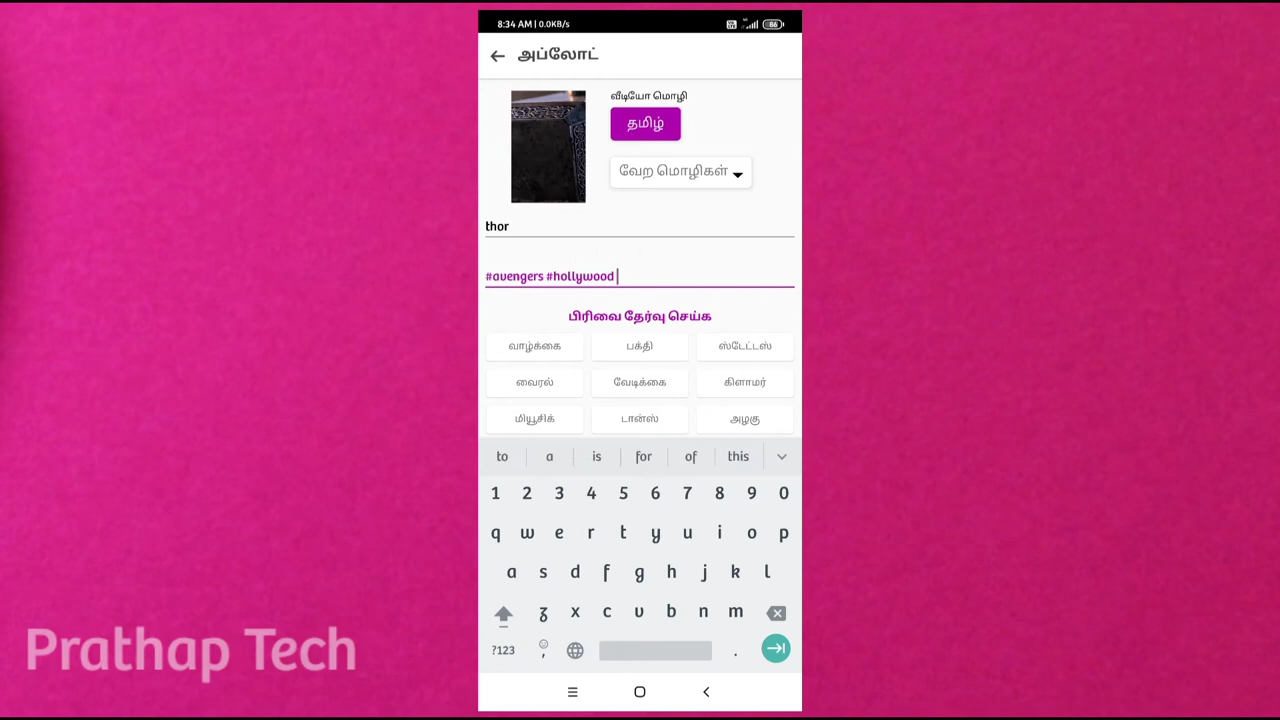 8:34 AM | 0.0KB/s
86
அப்லோட்
வீடியோ மொழி
தமிழ்
வேற மொழிகள்
thor
#avengers #hollywood
பிரிவை தேர்வு செய்க
வாழ்க்கை பக்தி ஸ்டேட்டஸ்
வைரல் வேடிக்கை கிளாமர்
மியூசிக் டான்ஸ் அழகு
to a is for of this
1 2 3 4 5 6 7 8 9 0
q w e r t y u i o p
a s d f g h j k l
z x c v b n m
?123 , .
Prathap Tech